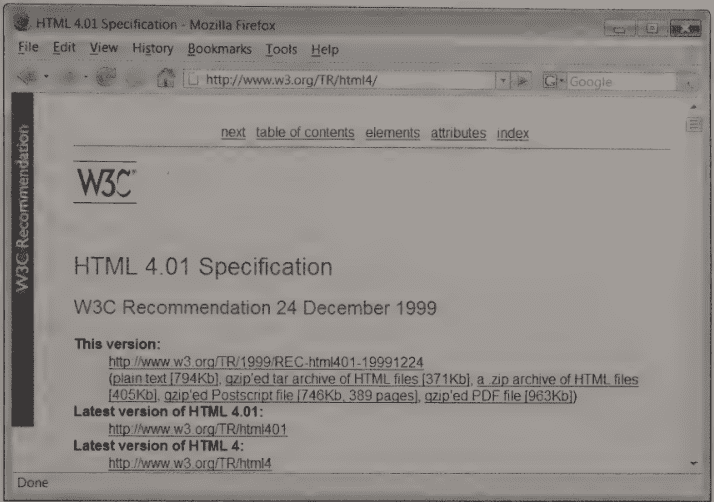 HTML 4.01 Specification - Mozilla Firefox
File Edit View History Bookmarks Tools Help
http://www.w3.org/TR/html4/
G Google
next table of contents elements attributes index
W3C Recommendation
W3C
HTML 4.01 Specification
W3C Recommendation 24 December 1999
This version:
http://www.w3.org/TR/1999/REC-html401-19991224
(plain text [794Kb], gzip'ed tar archive of HTML files [371Kb], a .zip archive of HTML files
[405Kb], gzip'ed Postscript file [746Kb, 389 pages], gzip'ed PDF file [963Kb])
Latest version of HTML 4.01:
http://www.w3.org/TR/html401
Latest version of HTML 4:
http://www.w3.org/TR/html4
Done